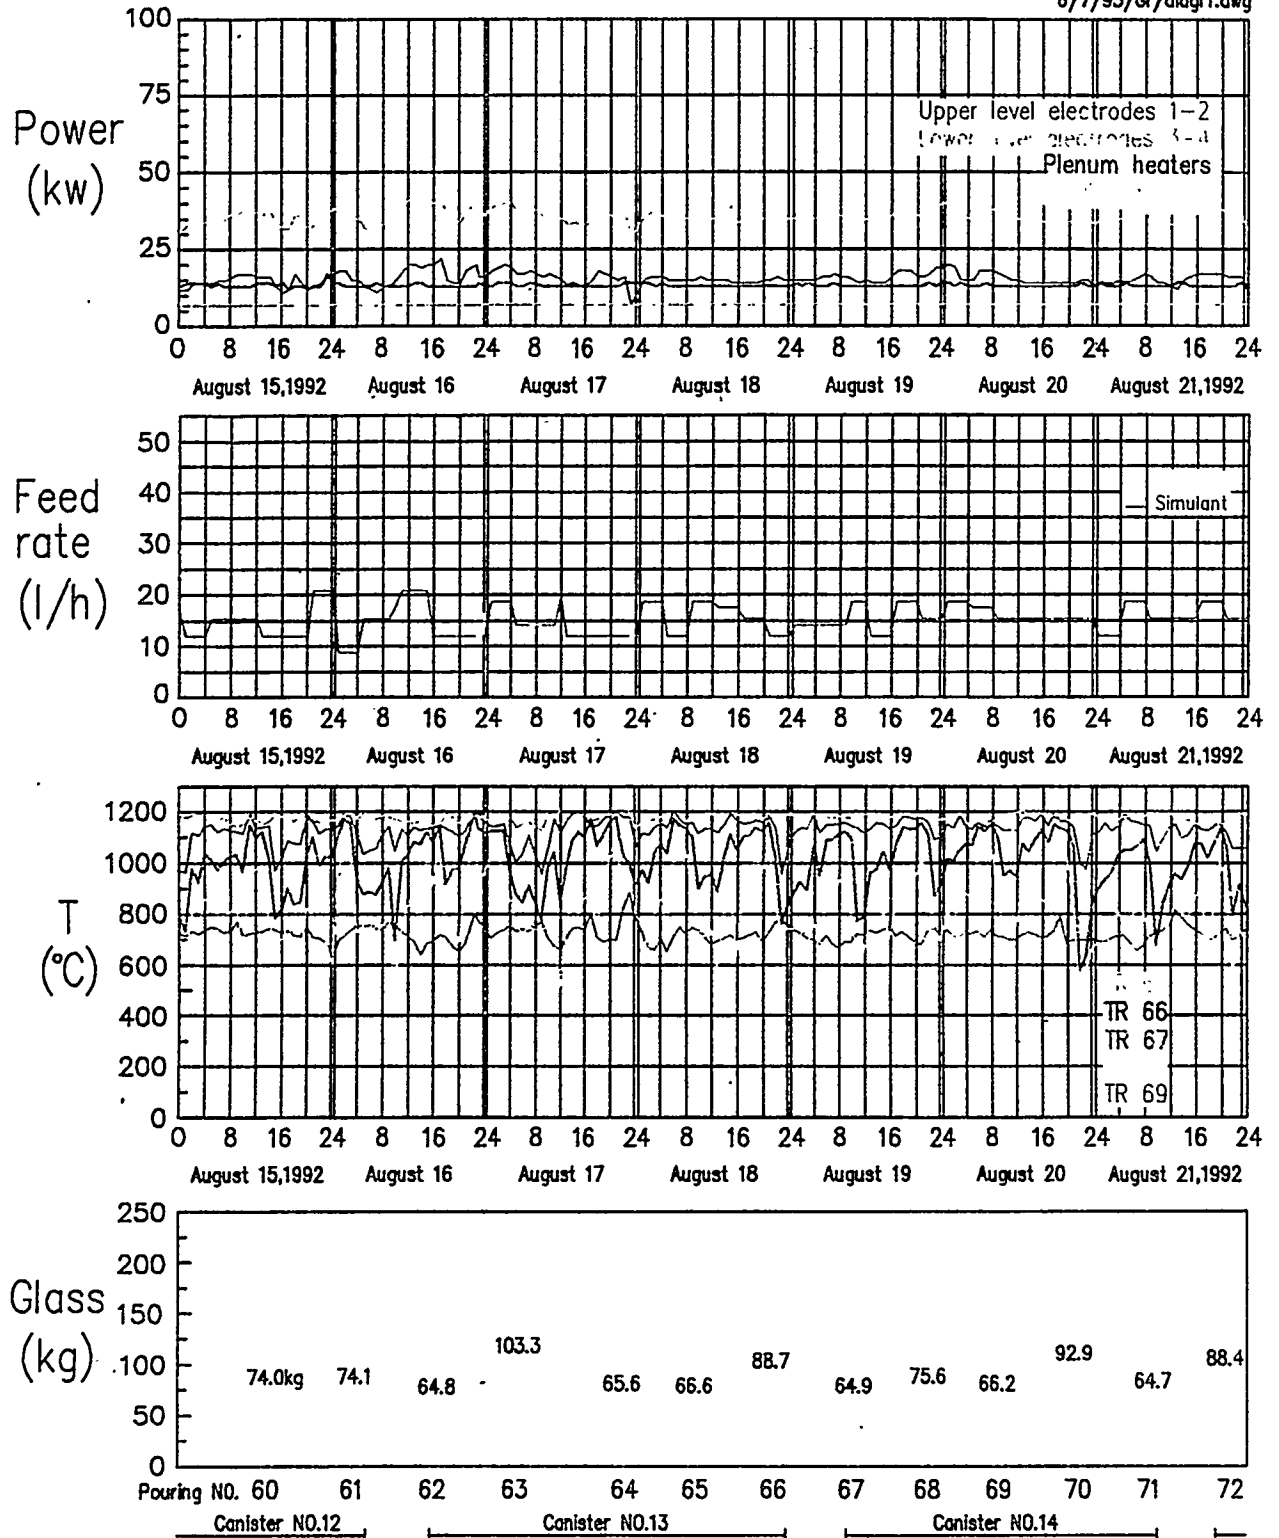 100
75
50
25
0
Power
(kw)
Upper level electrodes 1-2
Lower level electrodes 3-4
Plenum heaters
0 8 16 24 8 16 24 8 16 24 8 16 24 8 16 24 8 16 24 8 16 24
August 15,1992 August 16 August 17 August 18 August 19 August 20 August 21,1992
50
40
30
20
10
0
Feed
rate
(l/h)
Simulant
0 8 16 24 8 16 24 8 16 24 8 16 24 8 16 24 8 16 24 8 16 24
August 15,1992 August 16 August 17 August 18 August 19 August 20 August 21,1992
1200
1000
800
600
400
200
0
T
(°C)
TR 66
TR 67
TR 69
0 8 16 24 8 16 24 8 16 24 8 16 24 8 16 24 8 16 24 8 16 24
August 15,1992 August 16 August 17 August 18 August 19 August 20 August 21,1992
250
200
150
100
50
0
Glass
(kg)
74.0kg 74.1 64.8 103.3 65.6 66.6 88.7 64.9 75.6 66.2 92.9 64.7 88.4
Pouring NO. 60 61 62 63 64 65 66 67 68 69 70 71 72
Canister NO.12 Canister NO.13 Canister NO.14